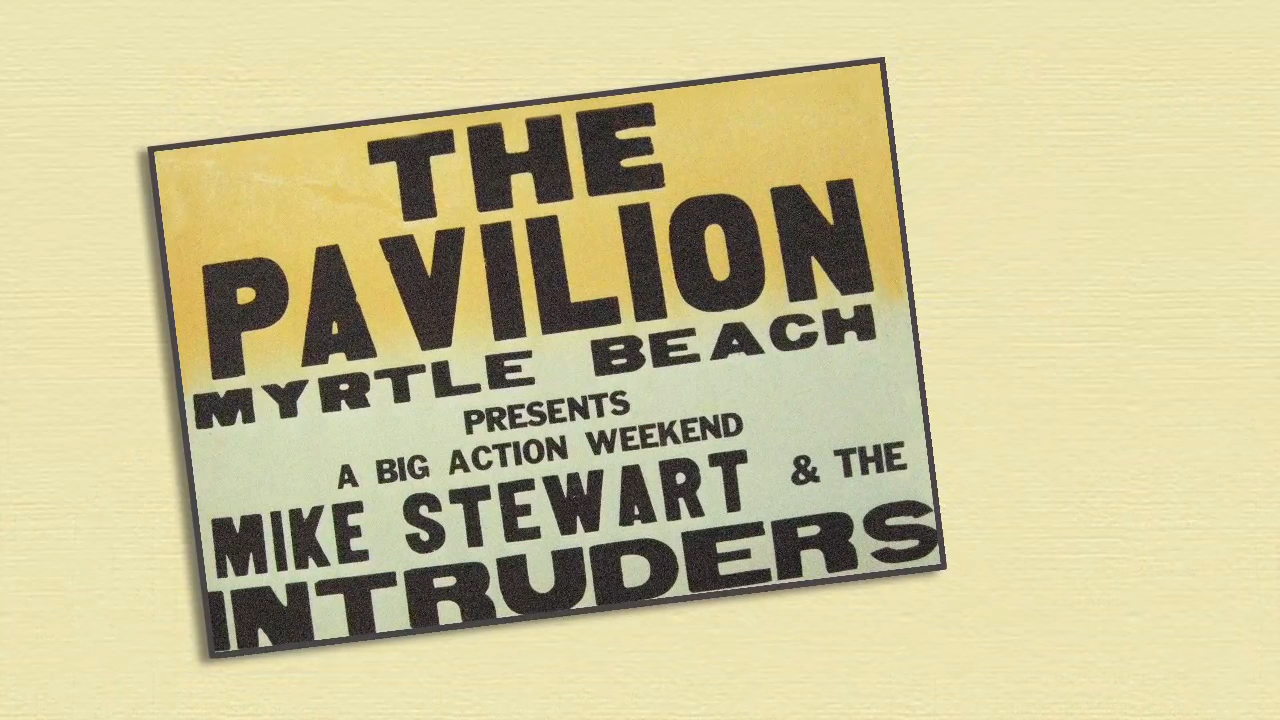 THE
PAVILION
MYRTLE BEACH
PRESENTS
A BIG ACTION WEEKEND
MIKE STEWART & THE
INTRUDERS